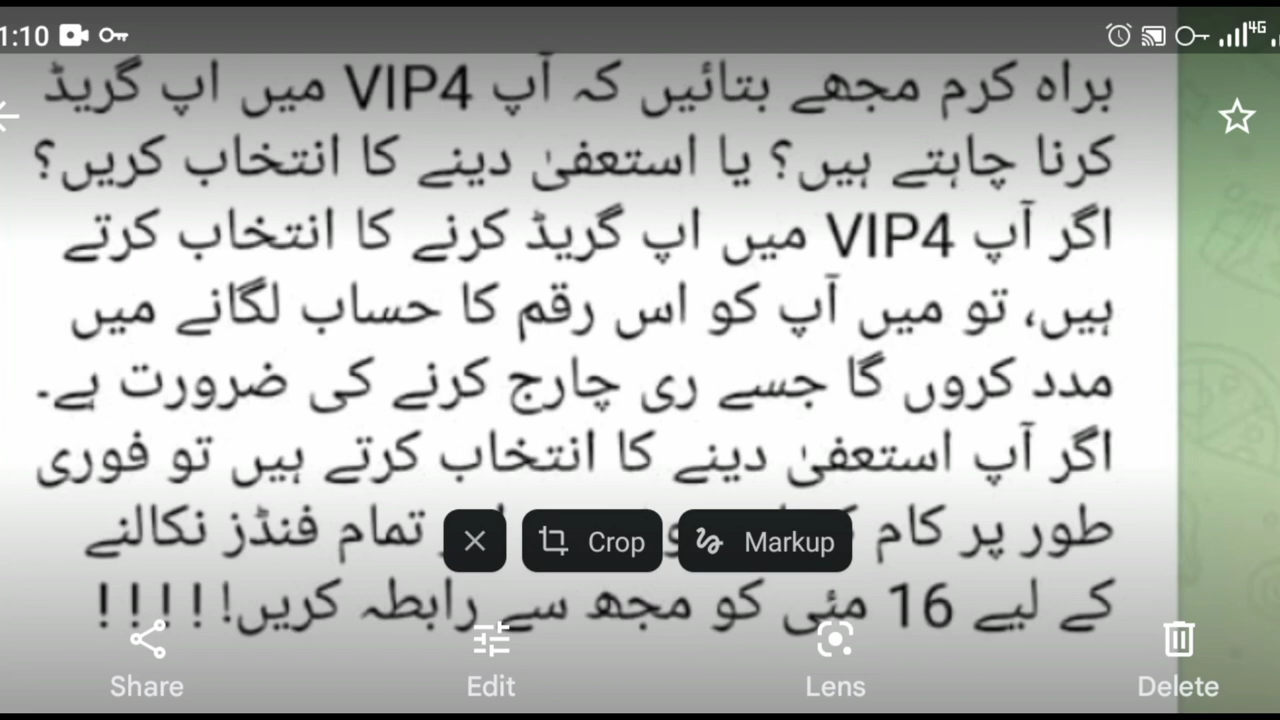 1:10
4G
براہ کرم مجھے بتائیں کہ آپ VIP4 میں اپ گریڈ
کرنا چاہتے ہیں؟ یا استعفیٰ دینے کا انتخاب کریں؟
اگر آپ VIP4 میں اپ گریڈ کرنے کا انتخاب کرتے
ہیں، تو میں آپ کو اس رقم کا حساب لگانے میں
مدد کروں گا جسے ری چارج کرنے کی ضرورت ہے۔
اگر آپ استعفیٰ دینے کا انتخاب کرتے ہیں تو فوری
طور پر کام تمام فنڈز نکالنے
Crop
Markup
کے لیے 16 مئی کو مجھ سے رابطہ کریں!!!!!
Share
Edit
Lens
Delete